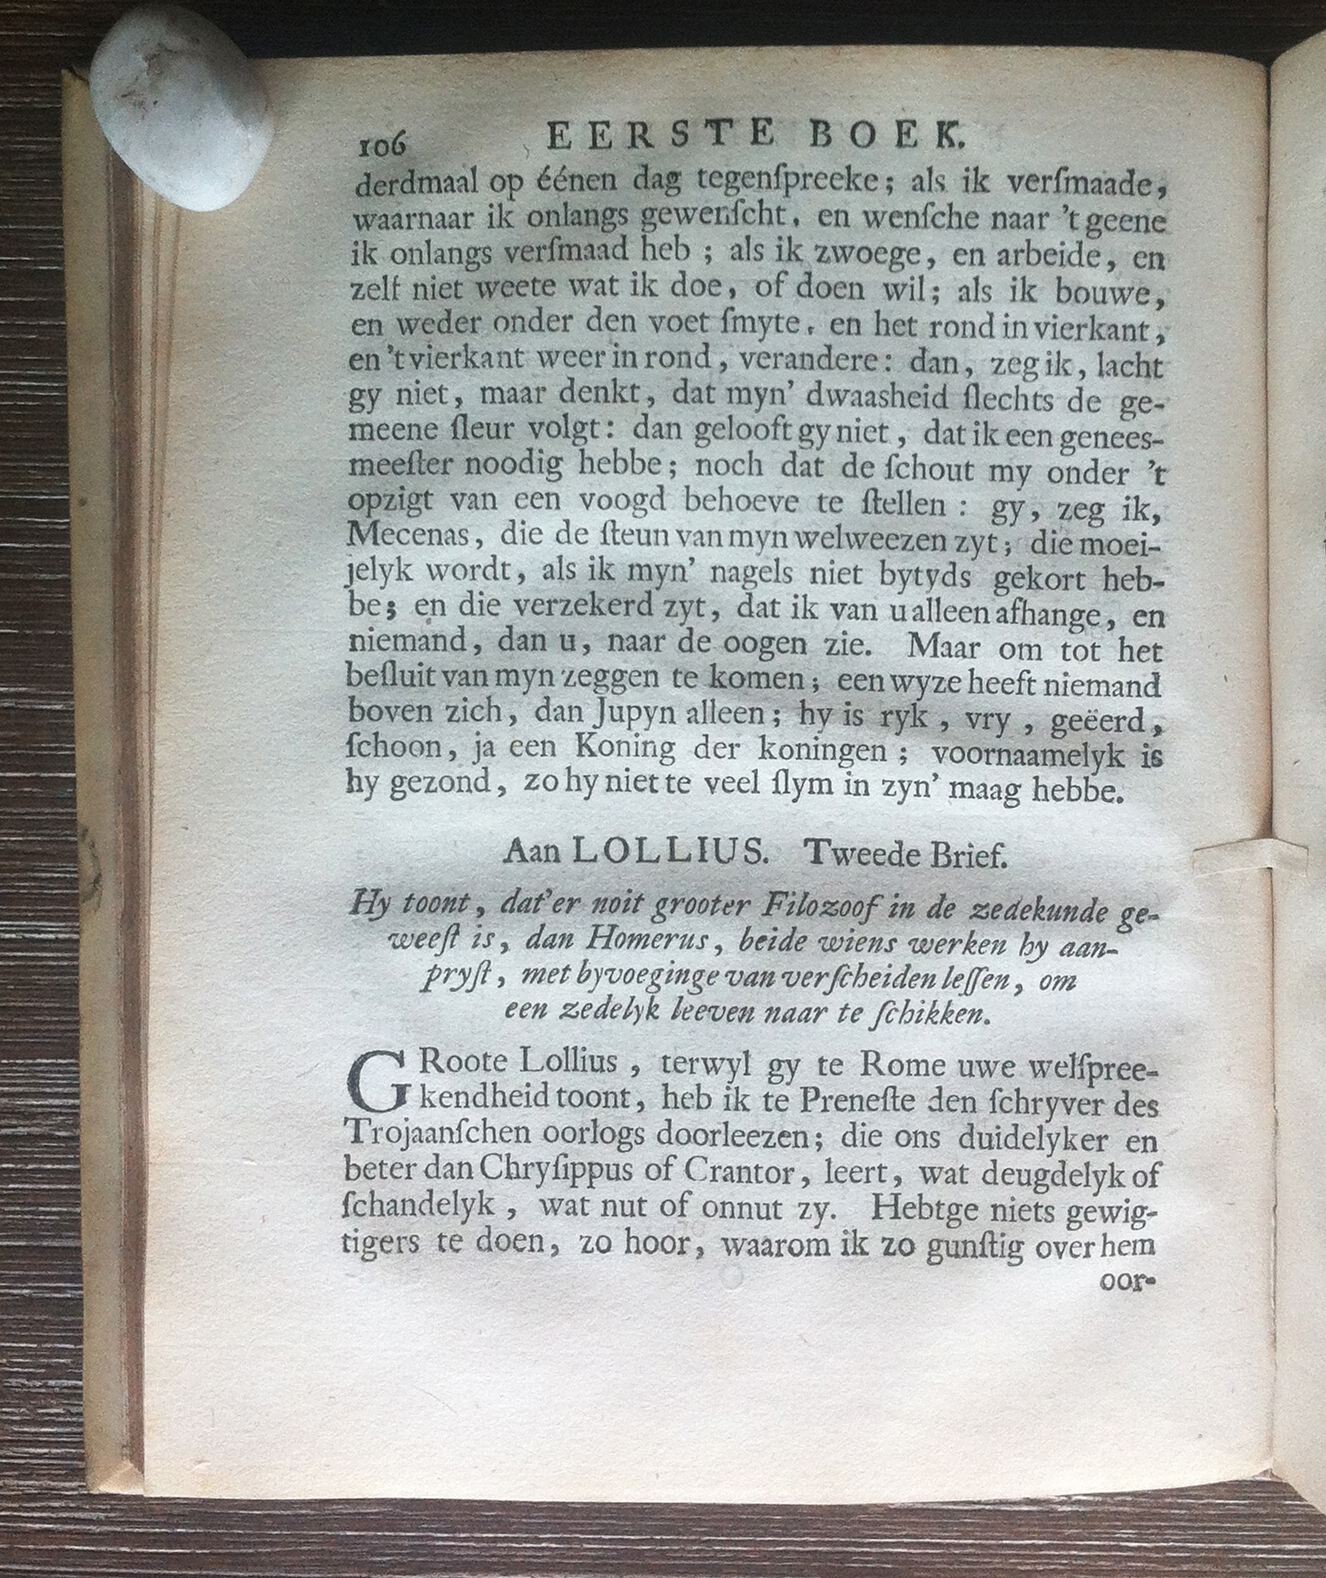 106 EERSTE BOEK.
derdmaal op éénen dag tegenſpreeke; als ik verſmaade,
waarnaar ik onlangs gewenſcht, en wenſche naar 't geene
ik onlangs verſmaad heb; als ik zwoege, en arbeide, en
zelf niet weete wat ik doe, of doen wil; als ik bouwe,
en weder onder den voet ſmyte, en het rond in vierkant,
en 't vierkant weer in rond, verandere: dan, zeg ik, lacht
gy niet, maar denkt, dat myn' dwaasheid ſlechts de ge-
meene ſleur volgt: dan gelooft gy niet, dat ik een genees-
meeſter noodig hebbe; noch dat de ſchout my onder 't
opzigt van een voogd behoeve te ſtellen: gy, zeg ik,
Mecenas, die de ſteun van myn welweezen zyt; die moei-
jelyk wordt, als ik myn' nagels niet bytyds gekort heb-
be; en die verzekerd zyt, dat ik van u alleen afhange, en
niemand, dan u, naar de oogen zie. Maar om tot het
beſluit van myn zeggen te komen; een wyze heeft niemand
boven zich, dan Jupyn alleen; hy is ryk, vry, geëerd,
ſchoon, ja een Koning der koningen; voornaamelyk is
hy gezond, zo hy niet te veel ſlym in zyn' maag hebbe.
Aan LOLLIUS. Tweede Brief.
Hy toont, dat'er noit grooter Filozoof in de zedekunde ge-
weeſt is, dan Homerus, beide wiens werken hy aan-
pryſt, met byvoeginge van verſcheiden leſſen, om
een zedelyk leeven naar te ſchikken.
GRoote Lollius, terwyl gy te Rome uwe welſpree-
kendheid toont, heb ik te Preneſte den ſchryver des
Trojaanſchen oorlogs doorleezen; die ons duidelyker en
beter dan Chryſippus of Crantor, leert, wat deugdelyk of
ſchandelyk, wat nut of onnut zy. Hebtge niets gewig-
tigers te doen, zo hoor, waarom ik zo gunſtig over hem
oor-